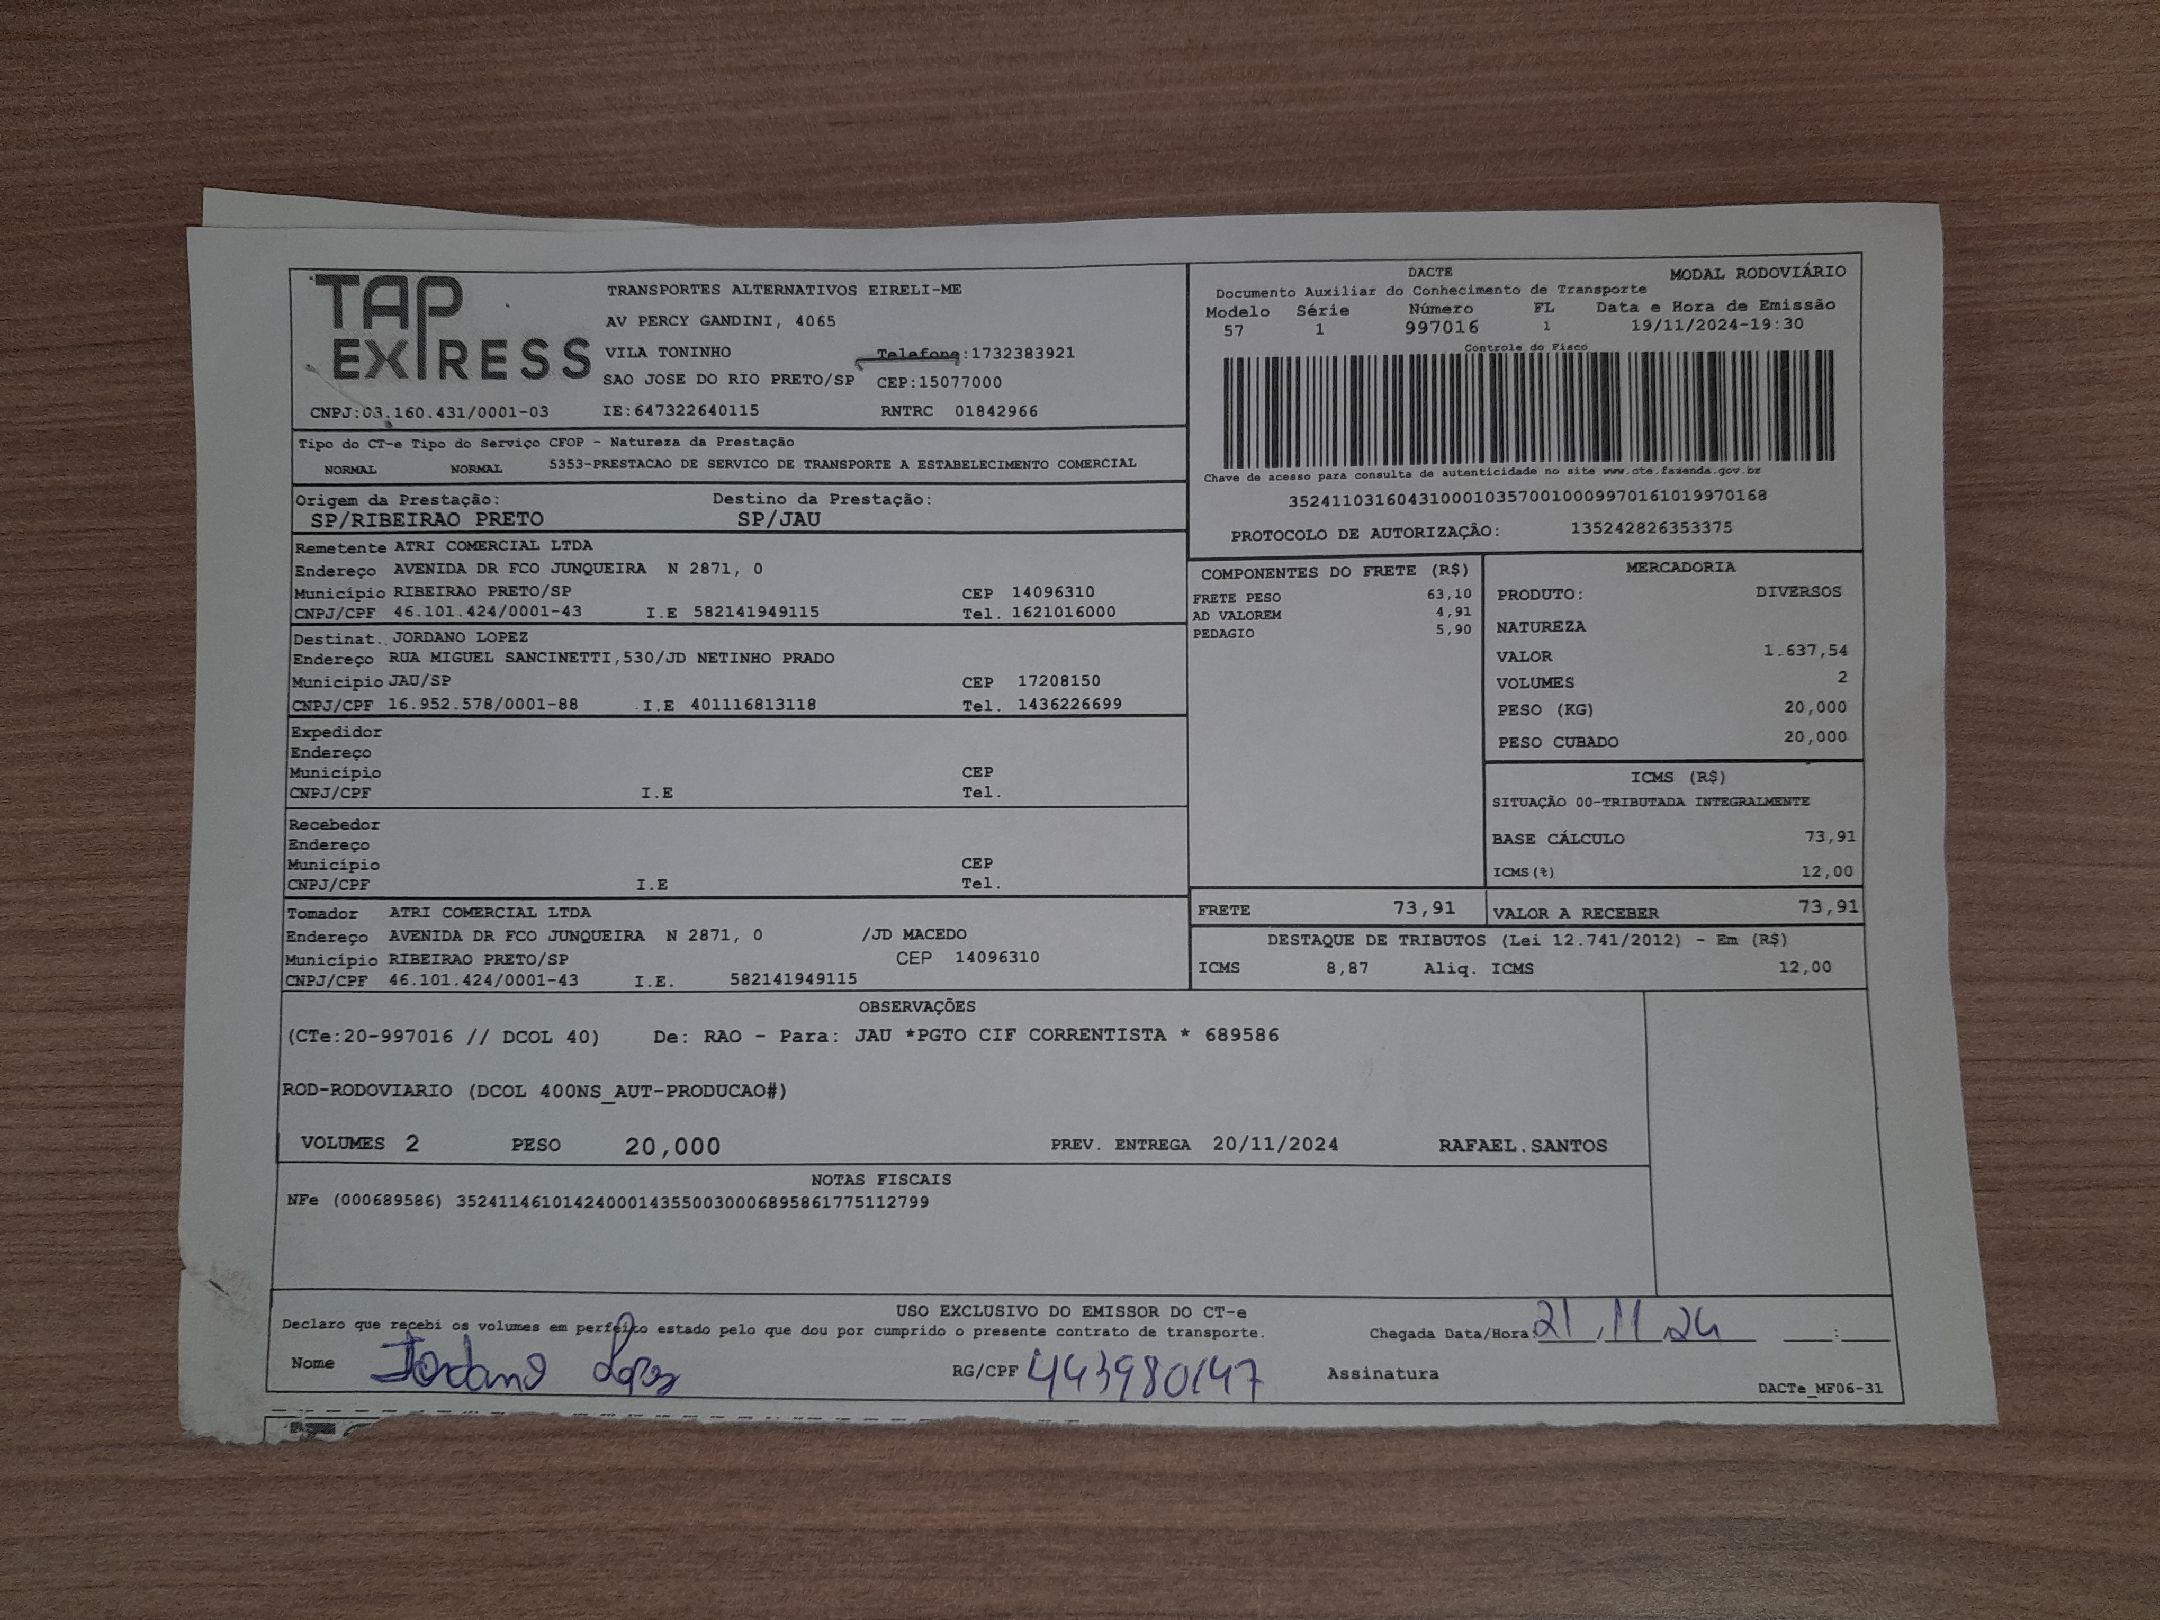 TAP
EXPRESS
TRANSPORTES ALTERNATIVOS EIRELI-ME
AV PERCY GANDINI, 4065
VILA TONINHO Telefone:1732383921
SAO JOSE DO RIO PRETO/SP CEP:15077000
CNPJ:03.160.431/0001-03 IE:647322640115 RNTRC 01842966
DACTE MODAL RODOVIÁRIO
Documento Auxiliar do Conhecimento de Transporte
Modelo Série Número FL Data e Hora de Emissão
57 1 997016 1 19/11/2024-19:30
Controle do Fisco
Chave de acesso para consulta de autenticidade no site www.cte.fazenda.gov.br
35241103160431000103570010009970161019970168
PROTOCOLO DE AUTORIZAÇÃO: 135242826353375
Tipo do CT-e Tipo do Serviço CFOP - Natureza da Prestação
NORMAL NORMAL 5353-PRESTACAO DE SERVICO DE TRANSPORTE A ESTABELECIMENTO COMERCIAL
Origem da Prestação: Destino da Prestação:
SP/RIBEIRAO PRETO SP/JAU
Remetente ATRI COMERCIAL LTDA
Endereço AVENIDA DR FCO JUNQUEIRA N 2871, 0
Município RIBEIRAO PRETO/SP CEP 14096310
CNPJ/CPF 46.101.424/0001-43 I.E 582141949115 Tel. 1621016000
Destinat. JORDANO LOPEZ
Endereço RUA MIGUEL SANCINETTI,530/JD NETINHO PRADO
Município JAU/SP CEP 17208150
CNPJ/CPF 16.952.578/0001-88 I.E 401116813118 Tel. 1436226699
Expedidor
Endereço
Município CEP
CNPJ/CPF I.E Tel.
Recebedor
Endereço
Município CEP
CNPJ/CPF I.E Tel.
Tomador ATRI COMERCIAL LTDA
Endereço AVENIDA DR FCO JUNQUEIRA N 2871, 0 /JD MACEDO
Município RIBEIRAO PRETO/SP CEP 14096310
CNPJ/CPF 46.101.424/0001-43 I.E. 582141949115
COMPONENTES DO FRETE (R$)
FRETE PESO 63,10
AD VALOREM 4,91
PEDAGIO 5,90
MERCADORIA
PRODUTO: DIVERSOS
NATUREZA
VALOR 1.637,54
VOLUMES 2
PESO (KG) 20,000
PESO CUBADO 20,000
ICMS (R$)
SITUAÇÃO 00-TRIBUTADA INTEGRALMENTE
BASE CÁLCULO 73,91
ICMS(%) 12,00
FRETE 73,91 VALOR A RECEBER 73,91
DESTAQUE DE TRIBUTOS (Lei 12.741/2012) - Em (R$)
ICMS 8,87 Aliq. ICMS 12,00
OBSERVAÇÕES
(CTe:20-997016 // DCOL 40) De: RAO - Para: JAU *PGTO CIF CORRENTISTA * 689586
ROD-RODOVIARIO (DCOL 400NS_AUT-PRODUCAO#)
VOLUMES 2 PESO 20,000 PREV. ENTREGA 20/11/2024 RAFAEL.SANTOS
NOTAS FISCAIS
NFe (000689586) 35241146101424000143550030006895861775112799
USO EXCLUSIVO DO EMISSOR DO CT-e
Declaro que recebi os volumes em perfeito estado pelo que dou por cumprido o presente contrato de transporte. Chegada Data/Hora 21.11.24 :
Nome Jordano Lopes RG/CPF 443980147 Assinatura
DACTe_MF06-31